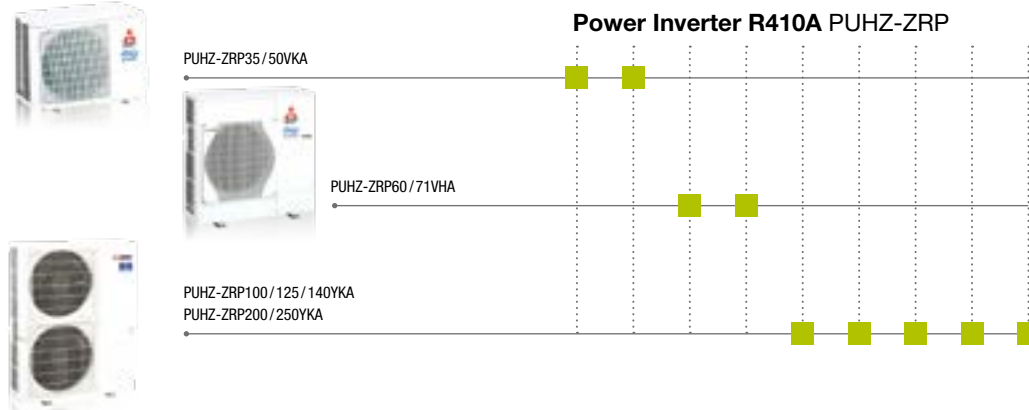 Power Inverter R410A PUHZ-ZRP
PUHZ-ZRP35/50VKA
PUHZ-ZRP60/71VHA
PUHZ-ZRP100/125/140YKA
PUHZ-ZRP200/250YKA